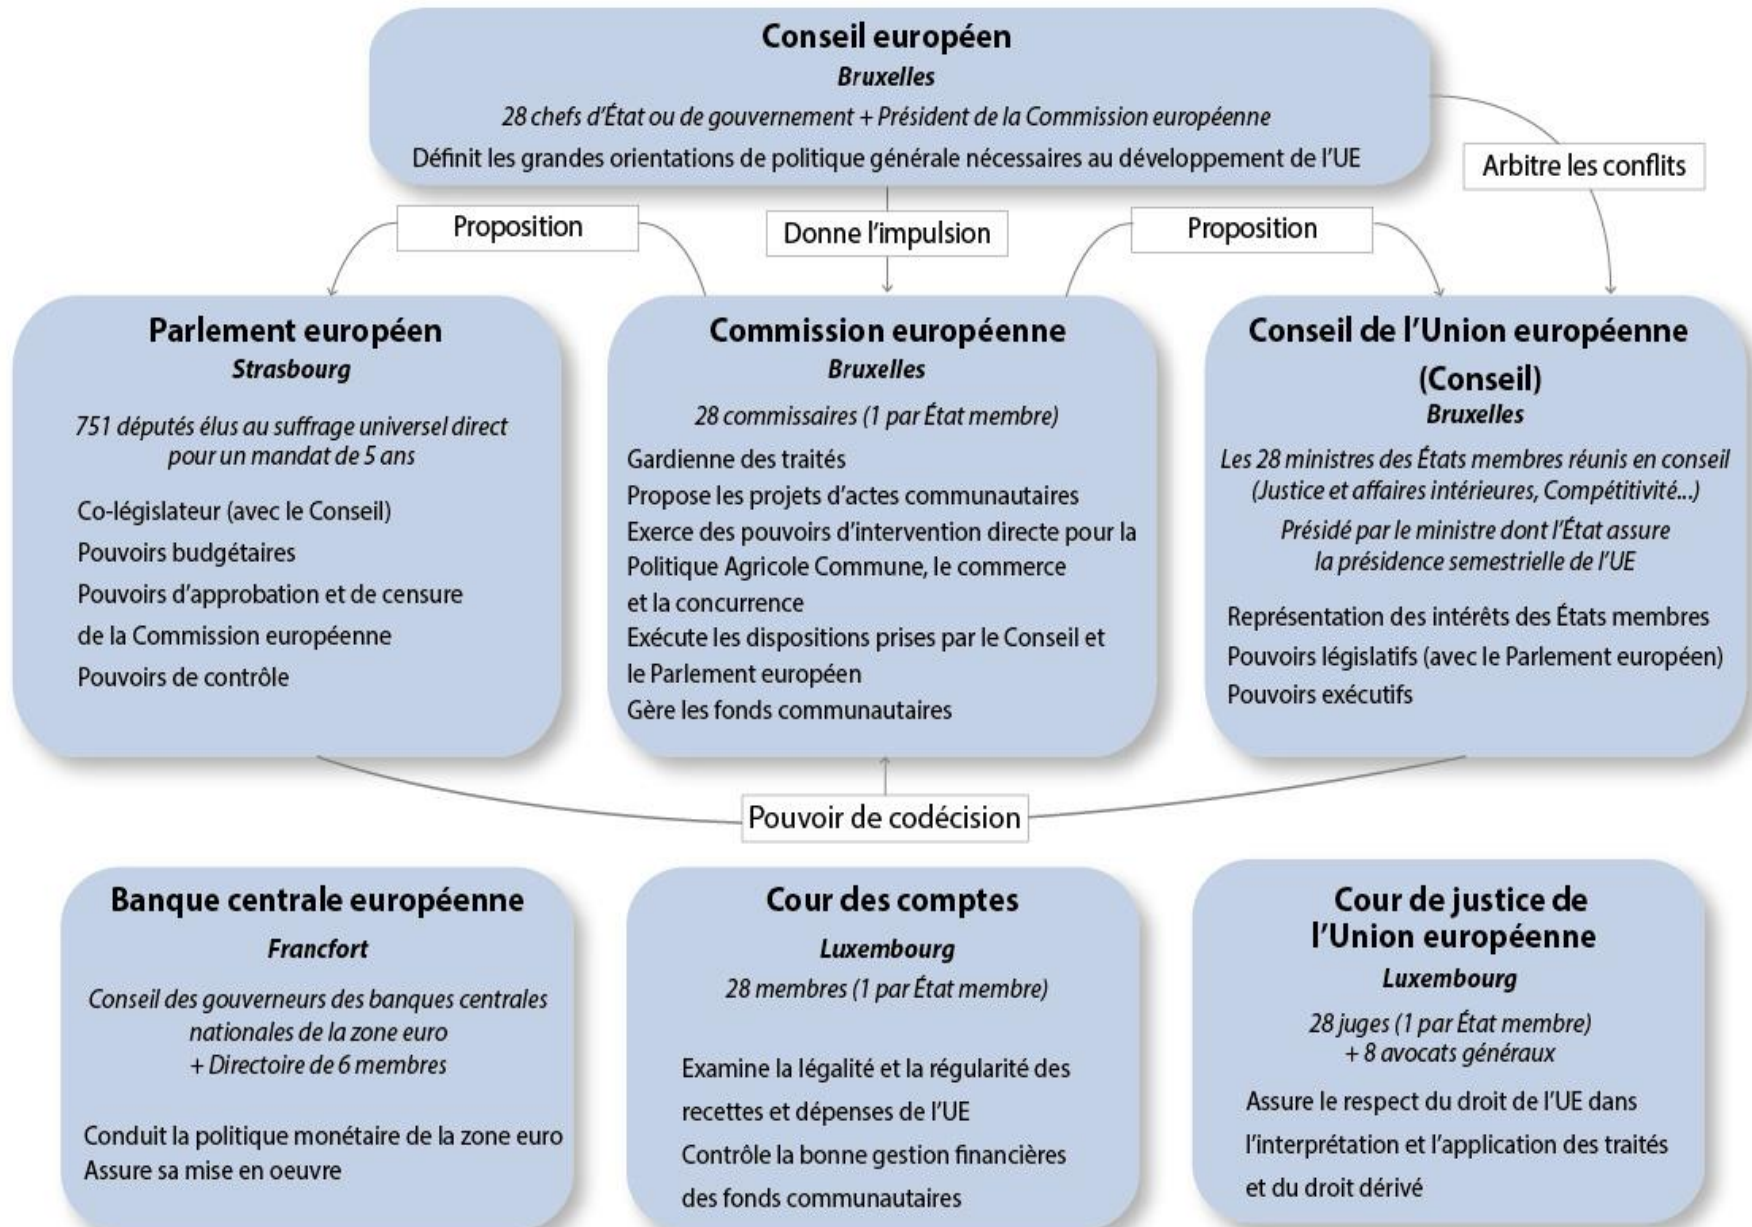 Conseil européen
Bruxelles
28 chefs d'État ou de gouvernement + Président de la Commission européenne
Définit les grandes orientations de politique générale nécessaires au développement de l'UE
Arbitre les conflits
Proposition
Donne l'impulsion
Proposition
Parlement européen
Strasbourg
751 députés élus au suffrage universel direct
pour un mandat de 5 ans
Co-législateur (avec le Conseil)
Pouvoirs budgétaires
Pouvoirs d'approbation et de censure
de la Commission européenne
Pouvoirs de contrôle
Commission européenne
Bruxelles
28 commissaires (1 par État membre)
Gardienne des traités
Propose les projets d'actes communautaires
Exerce des pouvoirs d'intervention directe pour la
Politique Agricole Commune, le commerce
et la concurrence
Exécute les dispositions prises par le Conseil et
le Parlement européen
Gère les fonds communautaires
Conseil de l'Union européenne
(Conseil)
Bruxelles
Les 28 ministres des États membres réunis en conseil
(Justice et affaires intérieures, Compétitivité...)
Présidé par le ministre dont l'État assure
la présidence semestrielle de l'UE
Représentation des intérêts des États membres
Pouvoirs législatifs (avec le Parlement européen)
Pouvoirs exécutifs
Pouvoir de codécision
Banque centrale européenne
Francfort
Conseil des gouverneurs des banques centrales
nationales de la zone euro
+ Directoire de 6 membres
Conduit la politique monétaire de la zone euro
Assure sa mise en oeuvre
Cour des comptes
Luxembourg
28 membres (1 par État membre)
Examine la légalité et la régularité des
recettes et dépenses de l'UE
Contrôle la bonne gestion financières
des fonds communautaires
Cour de justice de
l'Union européenne
Luxembourg
28 juges (1 par État membre)
+ 8 avocats généraux
Assure le respect du droit de l'UE dans
l'interprétation et l'application des traités
et du droit dérivé